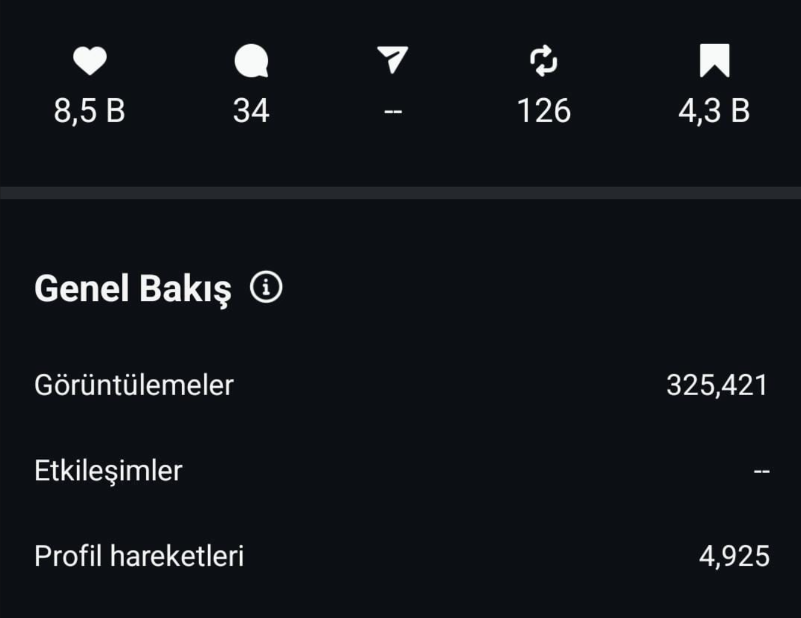 8,5 B 34 -- 126 4,3 B
Genel Bakış
Görüntülemeler 325,421
Etkileşimler --
Profil hareketleri 4,925